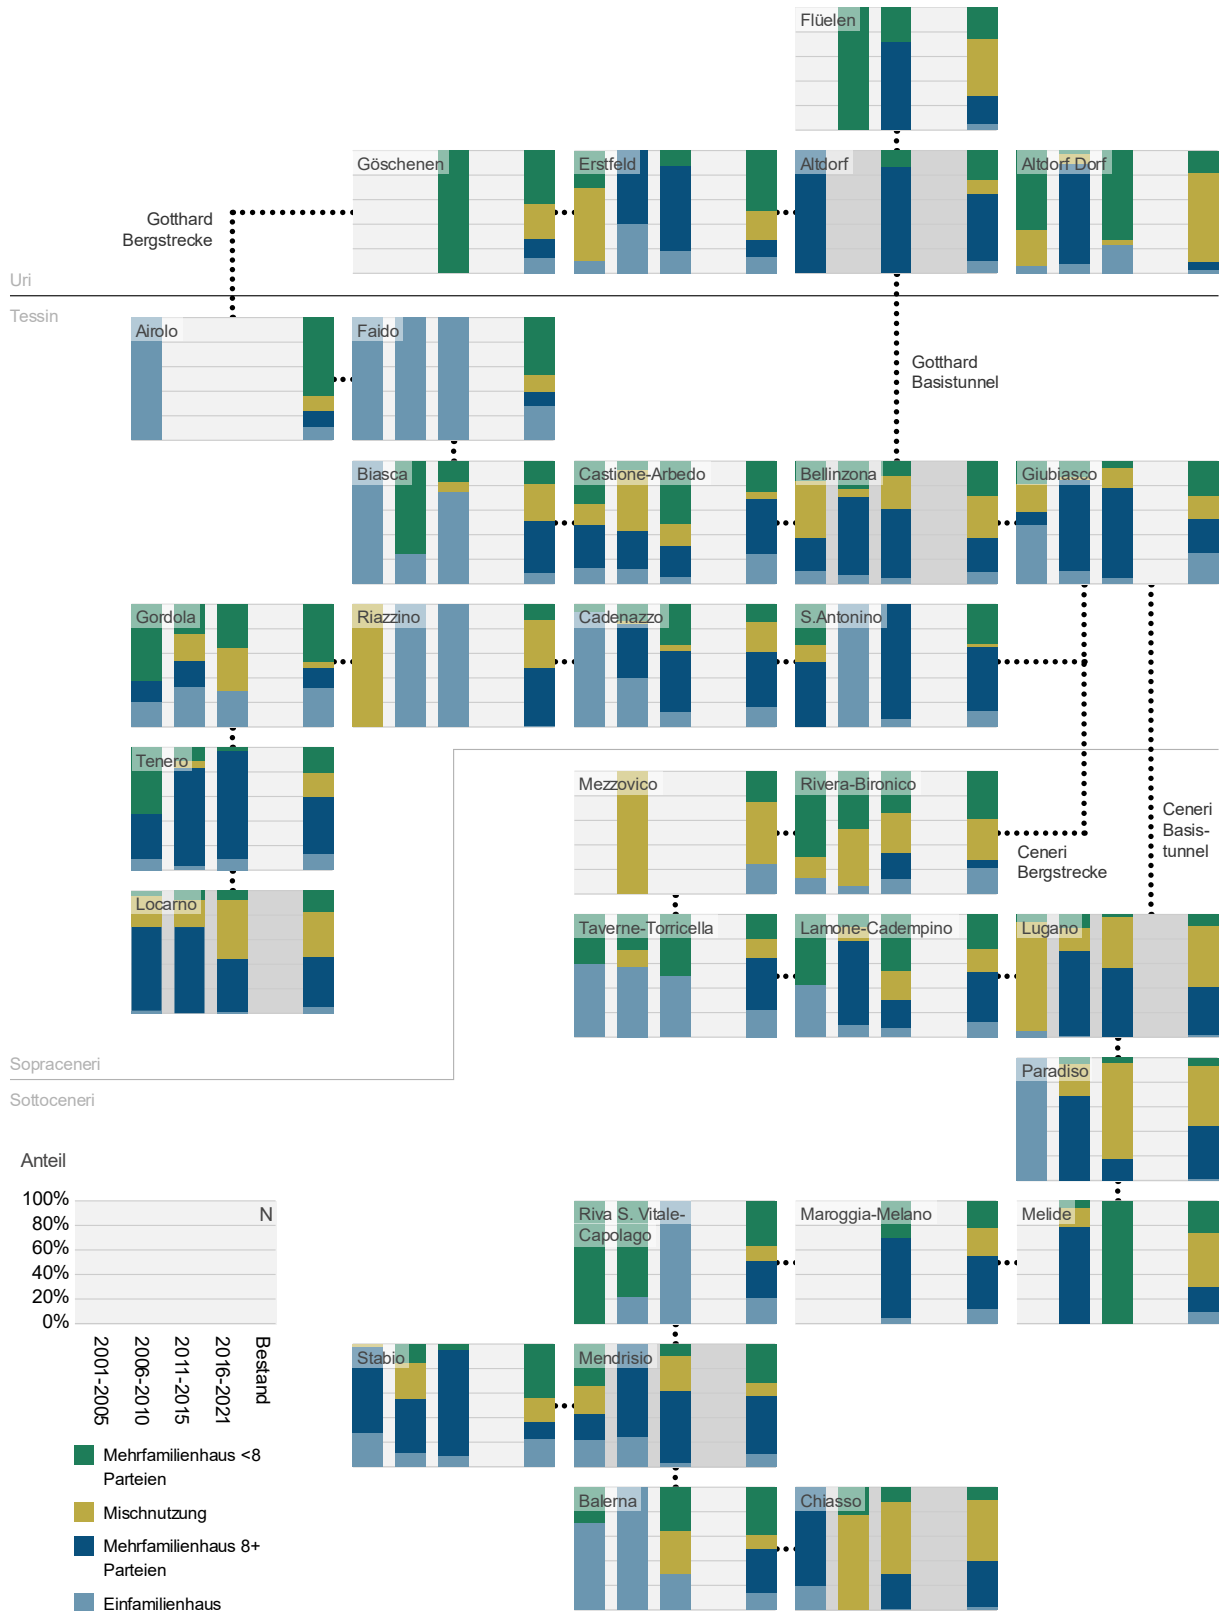 Flüelen
Göschenen
Erstfeld
Altdorf
Altdorf Dorf
Gotthard
Bergstrecke
Uri
Tessin
Airolo
Faido
Gotthard
Basistunnel
Biasca
Castione-Arbedo
Bellinzona
Giubiasco
Gordola
Riazzino
Cadenazzo
S.Antonino
Tenero
Mezzovico
Rivera-Bironico
Ceneri
Basis-
tunnel
Ceneri
Bergstrecke
Locarno
Taverne-Torricella
Lamone-Cadempino
Lugano
Sopraceneri
Sottoceneri
Paradiso
Anteil
100%
80%
60%
40%
20%
0%
N
2001-2005
2006-2010
2011-2015
2016-2021
Bestand
Riva S. Vitale-
Capolago
Maroggia-Melano
Melide
Stabio
Mendrisio
Balerna
Chiasso
Mehrfamilienhaus <8
Parteien
Mischnutzung
Mehrfamilienhaus 8+
Parteien
Einfamilienhaus